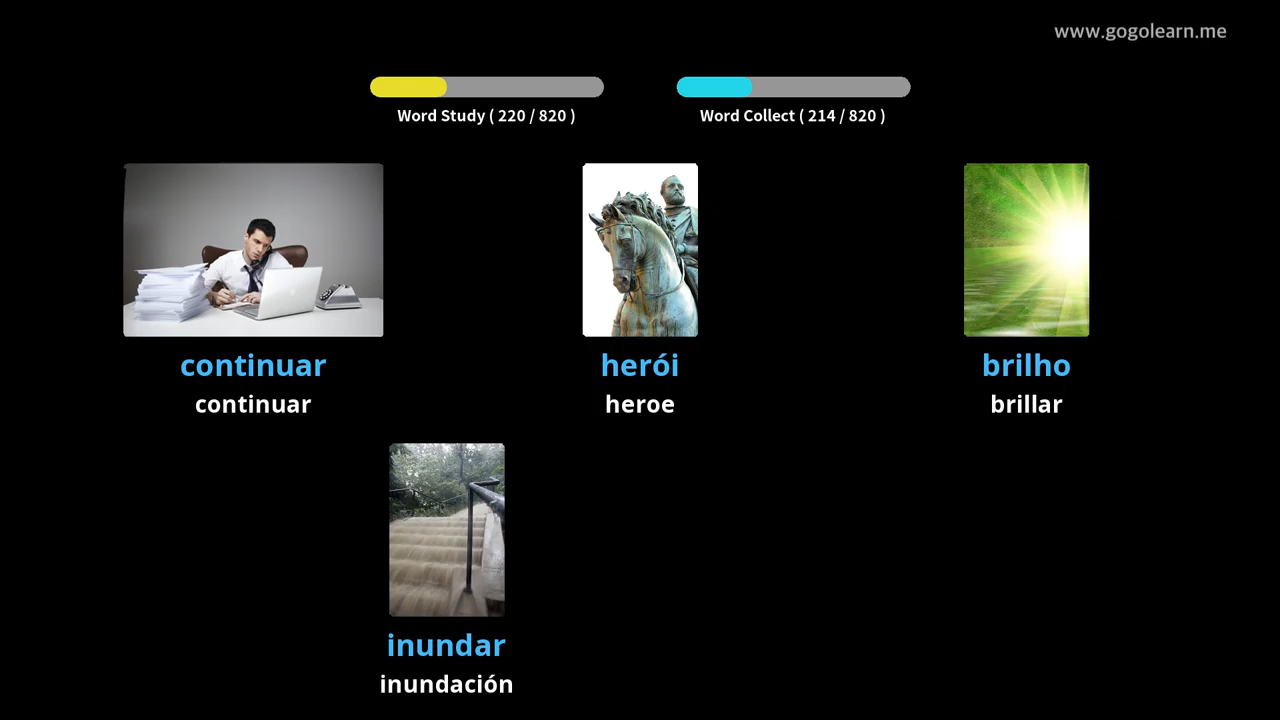 www.gogolearn.me
Word Study ( 220 / 820 )
Word Collect ( 214 / 820 )
continuar
continuar
herói
heroe
brilho
brillar
inundar
inundación